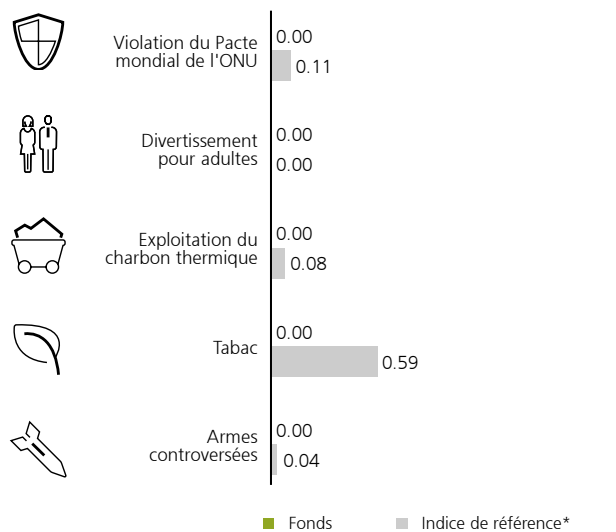 Violation du Pacte
mondial de l'ONU
0.00
0.11
Divertissement
pour adultes
0.00
0.00
Exploitation du
charbon thermique
0.00
0.08
Tabac
0.00
0.59
Armes
controversées
0.00
0.04
Fonds
Indice de référence*